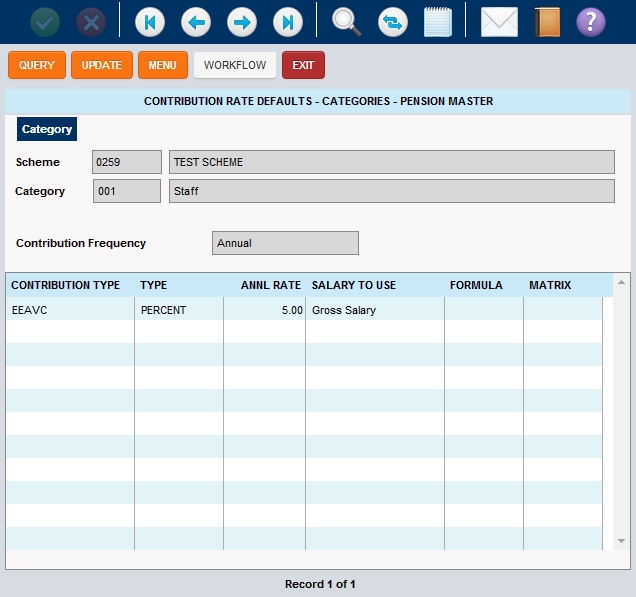 ?
QUERY UPDATE MENU WORKFLOW EXIT
CONTRIBUTION RATE DEFAULTS - CATEGORIES - PENSION MASTER
Category
Scheme 0259 TEST SCHEME
Category 001 Staff
Contribution Frequency Annual
CONTRIBUTION TYPE TYPE ANNL RATE SALARY TO USE FORMULA MATRIX
EEAVC PERCENT 5.00 Gross Salary
Record 1 of 1